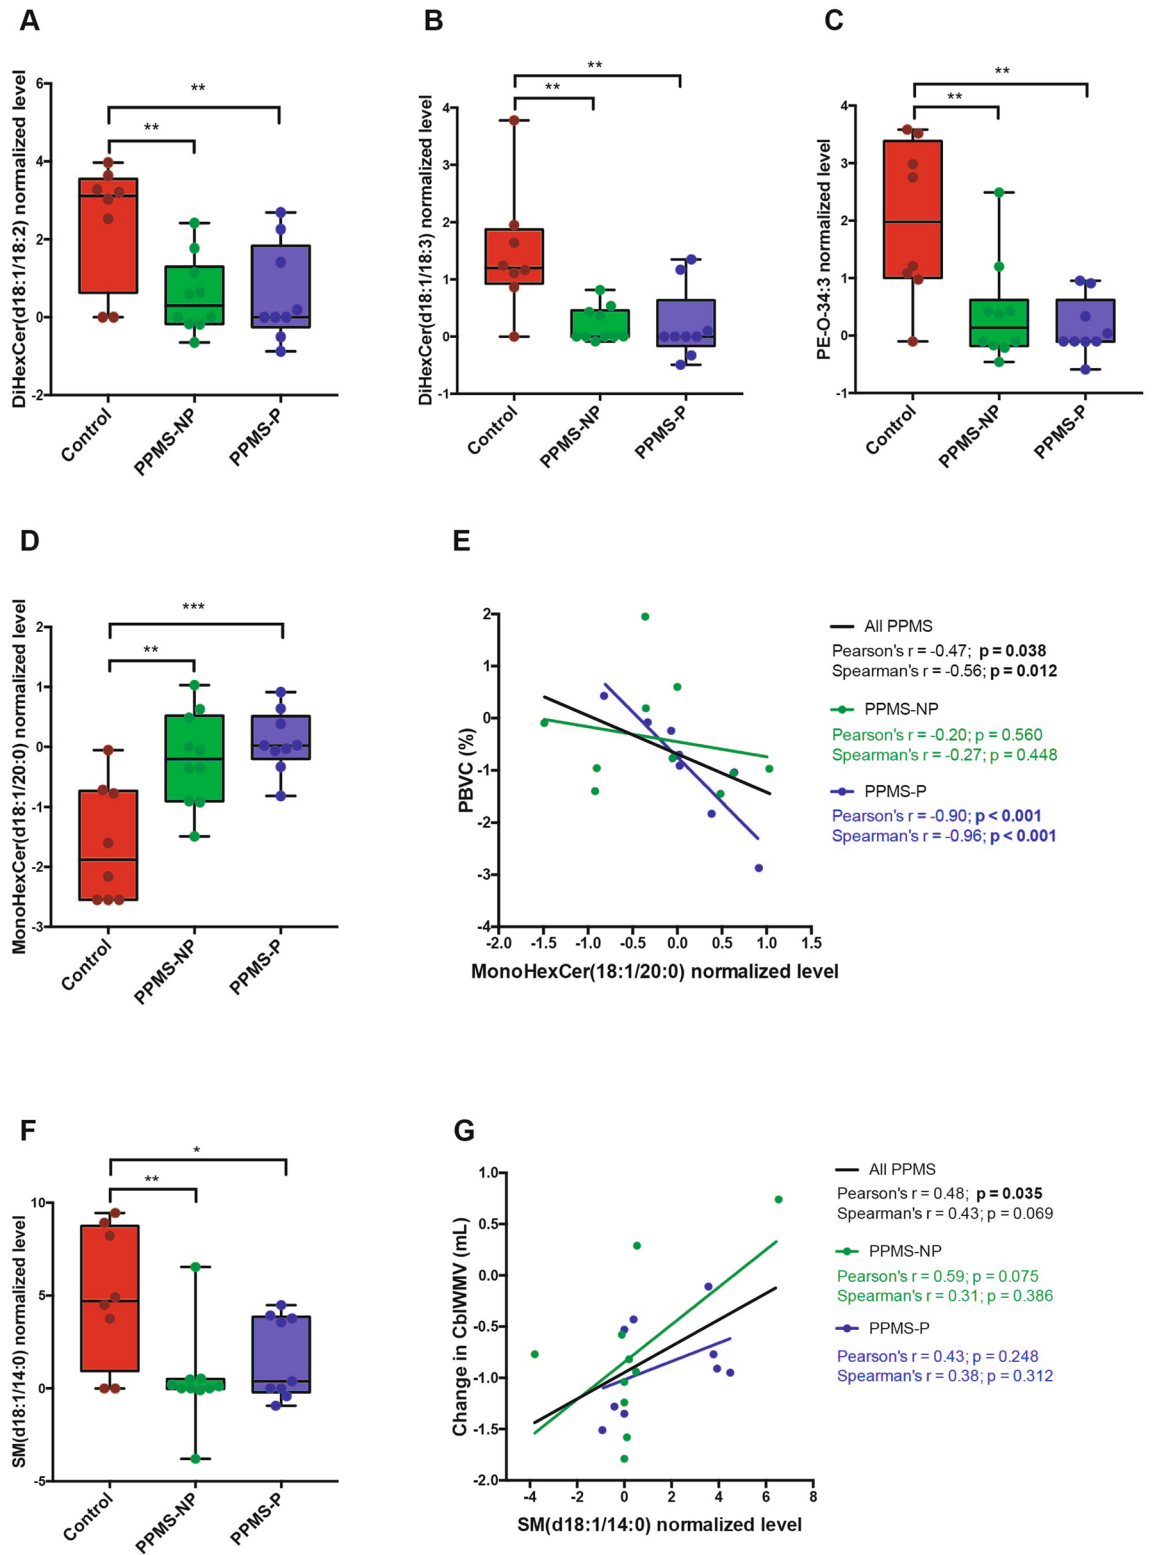 A
DiHexCer(d18:1/18:2) normalized level
6
4
2
0
-2
**
**
Control
PPMS-NP
PPMS-P
B
DiHexCer(d18:1/18:3) normalized level
4
3
2
1
0
-1
**
**
Control
PPMS-NP
PPMS-P
C
PE-O-34:3 normalized level
4
3
2
1
0
-1
**
**
Control
PPMS-NP
PPMS-P
D
MonoHexCer(d18:1/20:0) normalized level
2
1
0
-1
-2
-3
***
**
Control
PPMS-NP
PPMS-P
E
PBVC (%)
2
1
0
-1
-2
-3
-4
-2.0 -1.5 -1.0 -0.5 0.0 0.5 1.0 1.5
MonoHexCer(18:1/20:0) normalized level
All PPMS
Pearson's r = -0.47; p = 0.038
Spearman's r = -0.56; p = 0.012
PPMS-NP
Pearson's r = -0.20; p = 0.560
Spearman's r = -0.27; p = 0.448
PPMS-P
Pearson's r = -0.90; p < 0.001
Spearman's r = -0.96; p < 0.001
F
SM(d18:1/14:0) normalized level
10
5
0
-5
*
**
Control
PPMS-NP
PPMS-P
G
Change in CblWMV (mL)
1.0
0.5
0.0
-0.5
-1.0
-1.5
-2.0
-4 -2 0 2 4 6 8
SM(d18:1/14:0) normalized level
All PPMS
Pearson's r = 0.48; p = 0.035
Spearman's r = 0.43; p = 0.069
PPMS-NP
Pearson's r = 0.59; p = 0.075
Spearman's r = 0.31; p = 0.386
PPMS-P
Pearson's r = 0.43; p = 0.248
Spearman's r = 0.38; p = 0.312